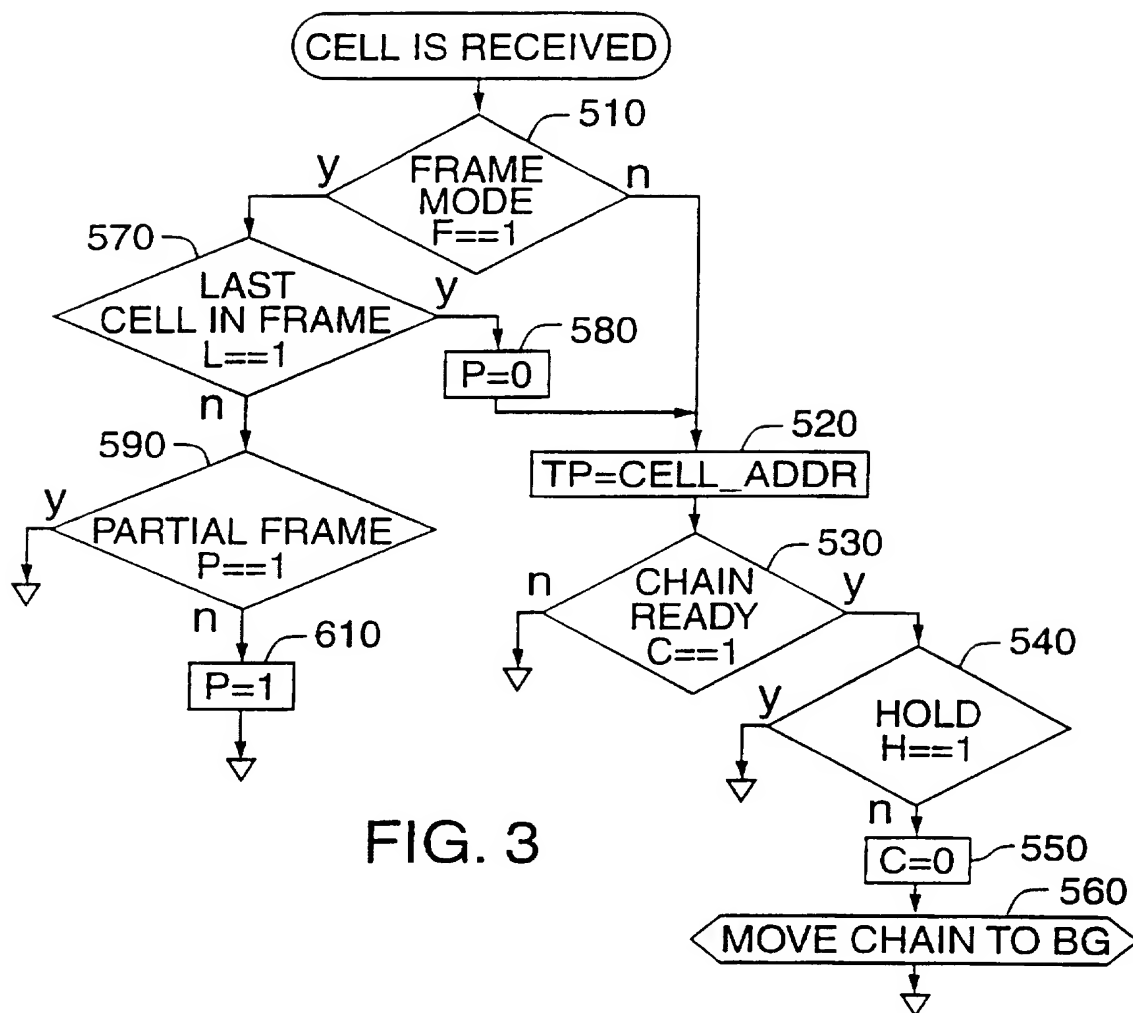 CELL IS RECEIVED
510
y
FRAME
MODE
F==1
n
570
LAST
CELL IN FRAME
L==1
y
n
580
P=0
590
y
PARTIAL FRAME
P==1
n
520
TP=CELL_ADDR
530
n
CHAIN
READY
C==1
y
610
P=1
540
y
HOLD
H==1
n
550
C=0
560
MOVE CHAIN TO BG
FIG. 3